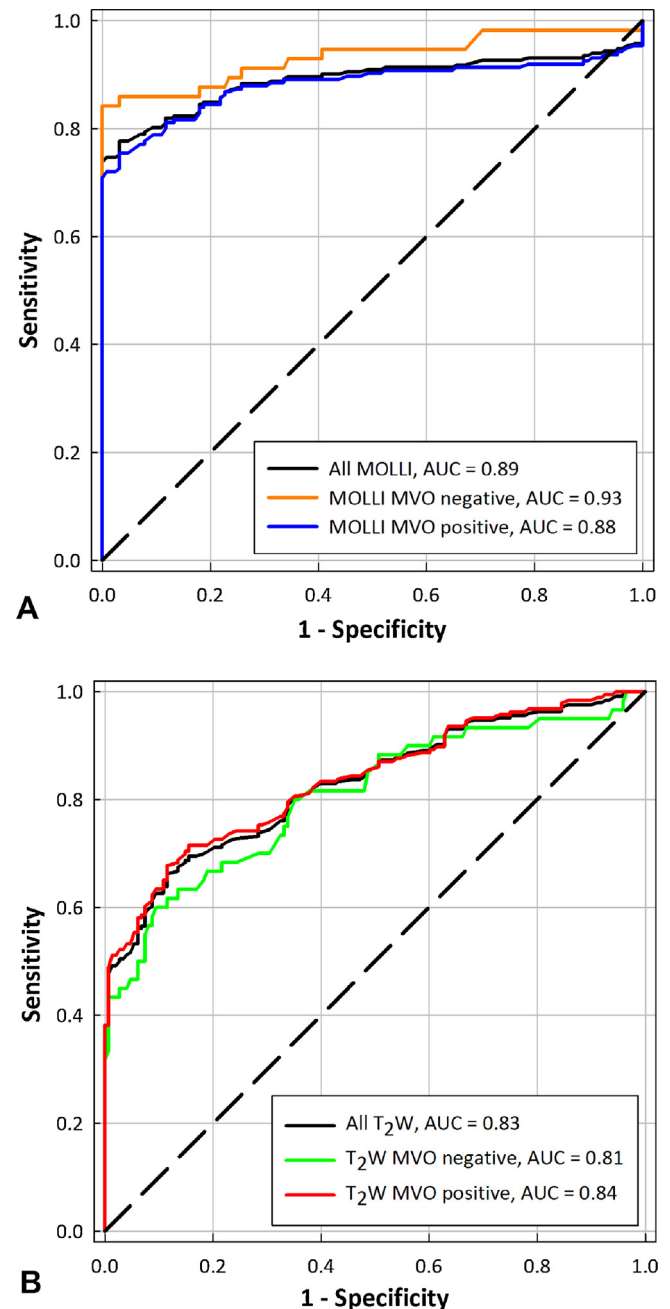 1.0
0.8
0.6
0.4
0.2
0.0
Sensitivity
All MOLLI, AUC = 0.89
MOLLI MVO negative, AUC = 0.93
MOLLI MVO positive, AUC = 0.88
0.0 0.2 0.4 0.6 0.8 1.0
A
1 - Specificity
1.0
0.8
0.6
0.4
0.2
0.0
Sensitivity
All T₂W, AUC = 0.83
T₂W MVO negative, AUC = 0.81
T₂W MVO positive, AUC = 0.84
0.0 0.2 0.4 0.6 0.8 1.0
B
1 - Specificity